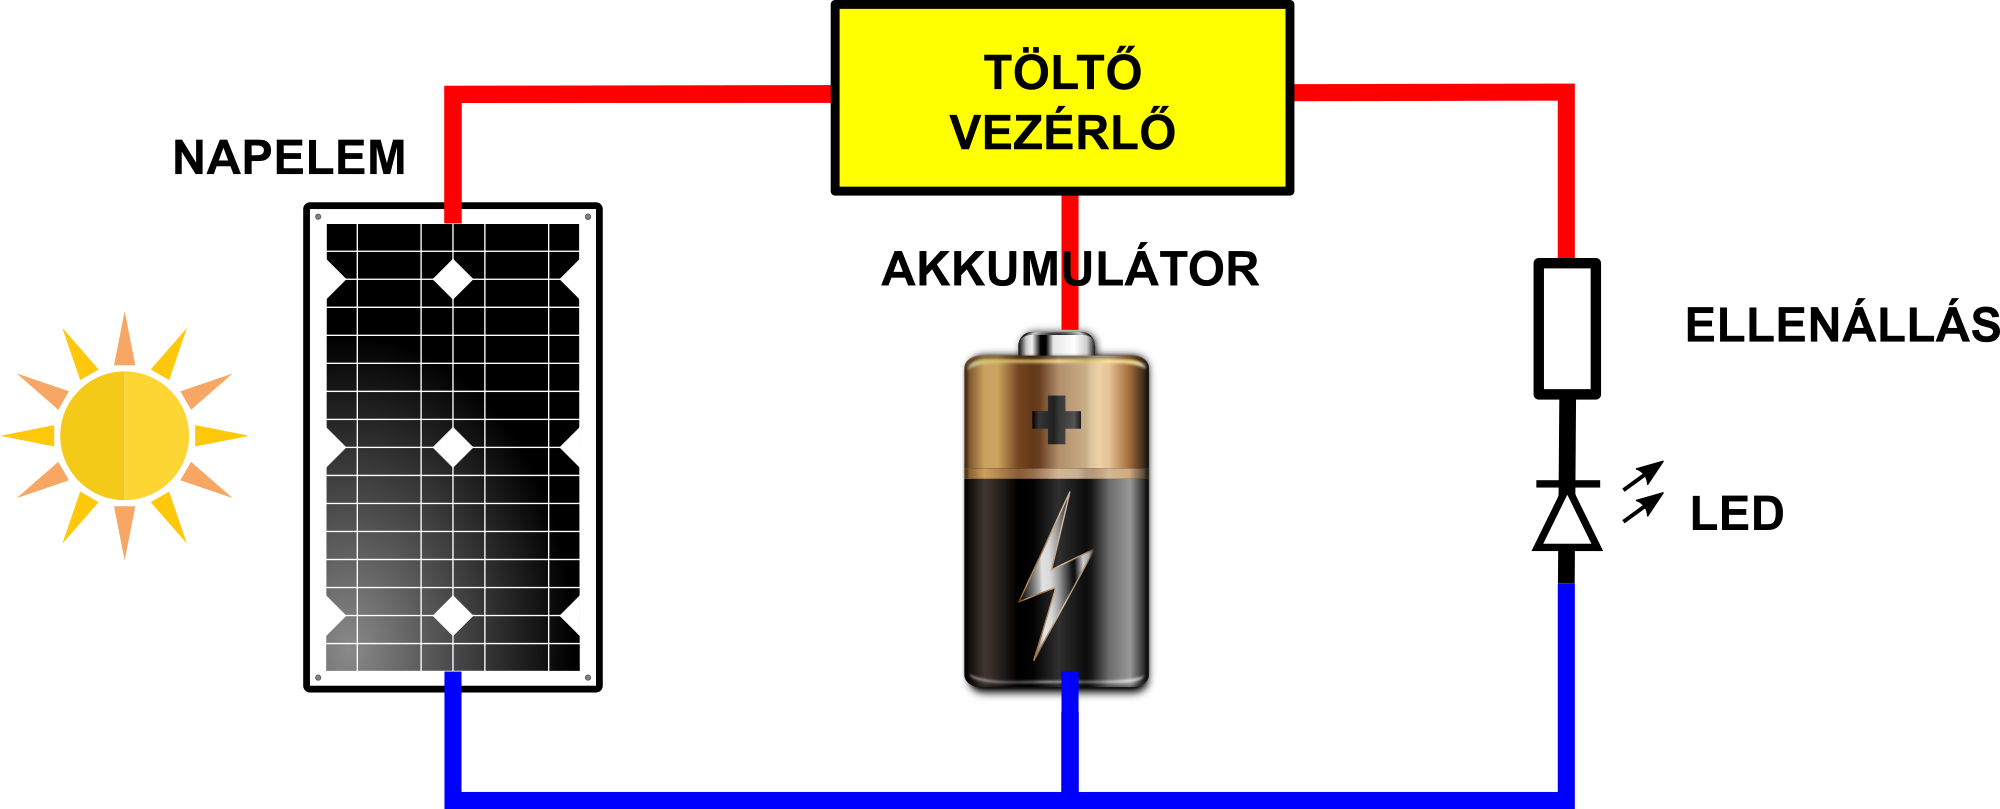 TÖLTŐ
VEZÉRLŐ
NAPELEM
AKKUMULÁTOR
ELLENÁLLÁS
LED